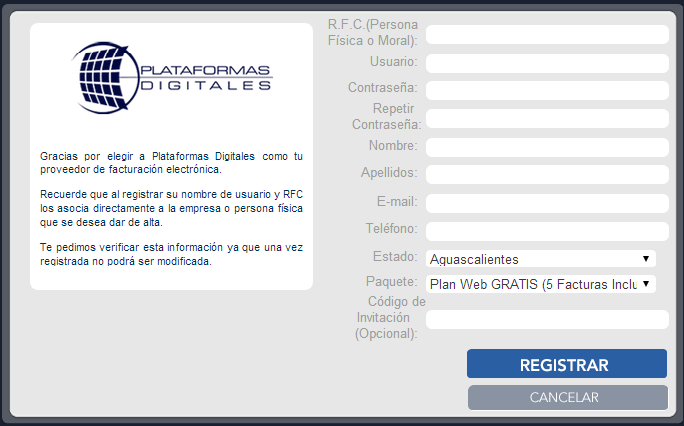 PLATAFORMAS
DIGITALES
Gracias por elegir a Plataformas Digitales como tu
proveedor de facturación electrónica.
Recuerde que al registrar su nombre de usuario y RFC
los asocia directamente a la empresa o persona física
que se desea dar de alta.
Te pedimos verificar esta información ya que una vez
registrada no podrá ser modificada.
R.F.C.(Persona
Física o Moral):
Usuario:
Contraseña:
Repetir
Contraseña:
Nombre:
Apellidos:
E-mail:
Teléfono:
Estado: Aguascalientes
Paquete: Plan Web GRATIS (5 Facturas Inclu
Código de
Invitación
(Opcional):
REGISTRAR
CANCELAR